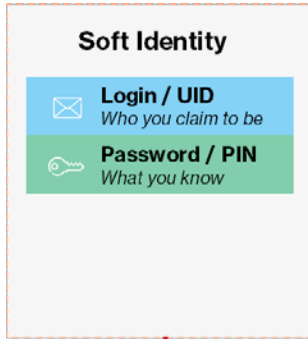 Soft Identity
Login / UID
Who you claim to be
Password / PIN
What you know